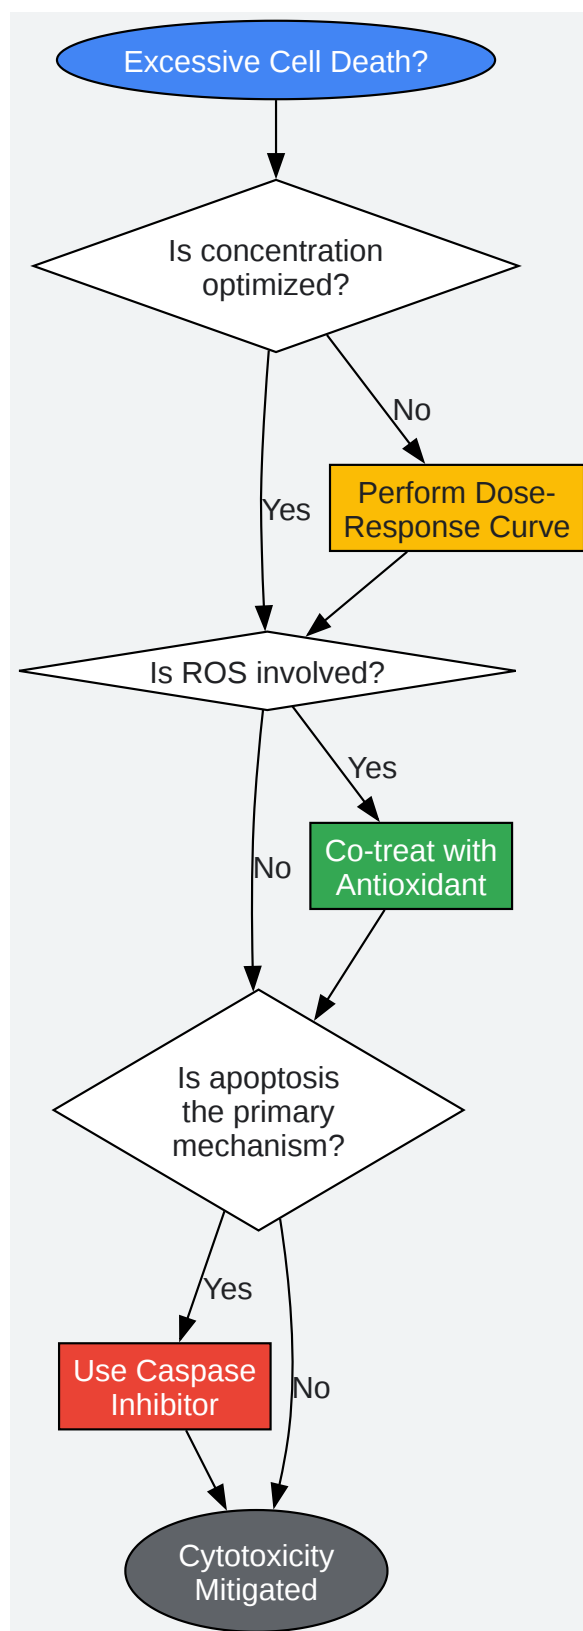 Excessive Cell Death?
Is concentration
optimized?
No
Perform Dose-
Response Curve
Yes
Is ROS involved?
Yes
Co-treat with
Antioxidant
No
Is apoptosis
the primary
mechanism?
Yes
Use Caspase
Inhibitor
No
Cytotoxicity
Mitigated